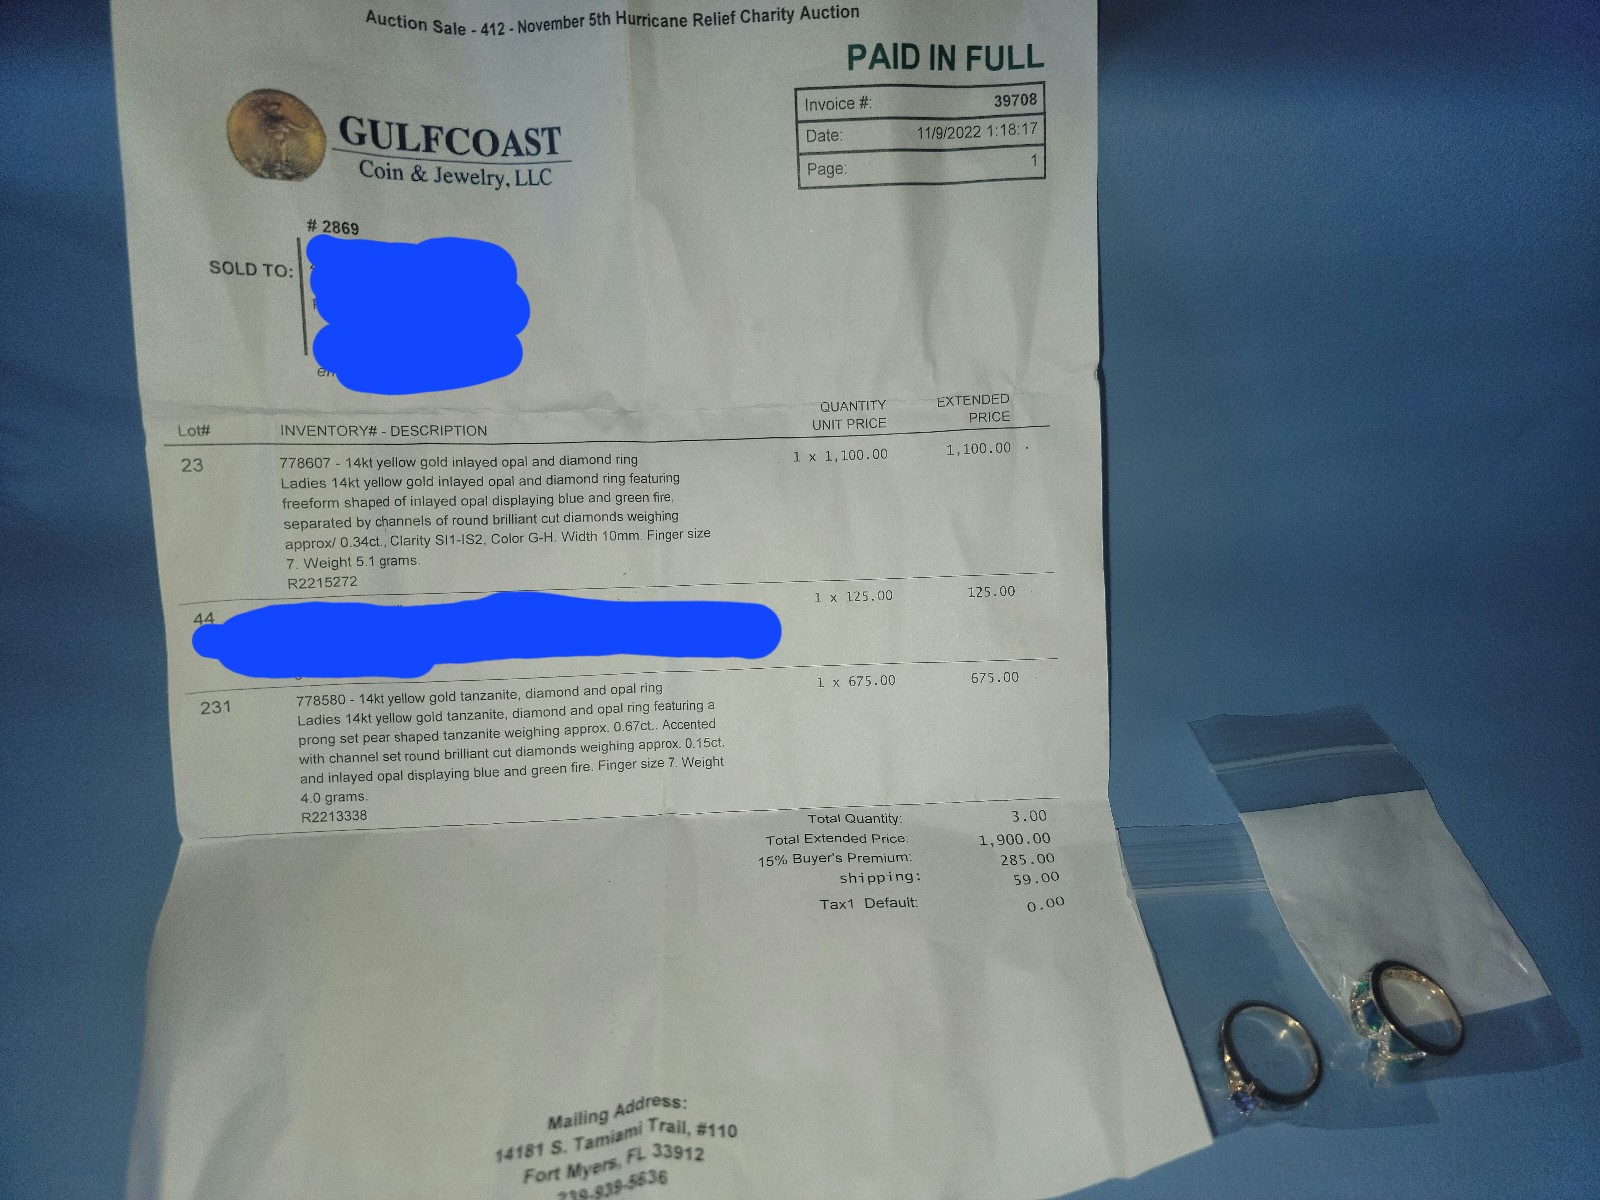 Auction Sale - 412 - November 5th Hurricane Relief Charity Auction
PAID IN FULL
Invoice #: 39708
Date: 11/9/2022 1:18:17
Page: 1
GULFCOAST
Coin & Jewelry, LLC
# 2869
SOLD TO:
Lot# INVENTORY# - DESCRIPTION QUANTITY UNIT PRICE EXTENDED PRICE
23 778607 - 14kt yellow gold inlayed opal and diamond ring 1 x 1,100.00 1,100.00
Ladies 14kt yellow gold inlayed opal and diamond ring featuring
freeform shaped of inlayed opal displaying blue and green fire,
separated by channels of round brilliant cut diamonds weighing
approx/ 0.34ct., Clarity SI1-IS2, Color G-H. Width 10mm. Finger size
7. Weight 5.1 grams.
R2215272
44 1 x 125.00 125.00
231 778580 - 14kt yellow gold tanzanite, diamond and opal ring 1 x 675.00 675.00
Ladies 14kt yellow gold tanzanite, diamond and opal ring featuring a
prong set pear shaped tanzanite weighing approx. 0.67ct.. Accented
with channel set round brilliant cut diamonds weighing approx. 0.15ct.
and inlayed opal displaying blue and green fire. Finger size 7. Weight
4.0 grams.
R2213338
Total Quantity: 3.00
Total Extended Price: 1,900.00
15% Buyer's Premium: 285.00
shipping: 59.00
Tax1 Default: 0.00
Mailing Address:
14181 S. Tamiami Trail, #110
Fort Myers, FL 33912
239-939-5636